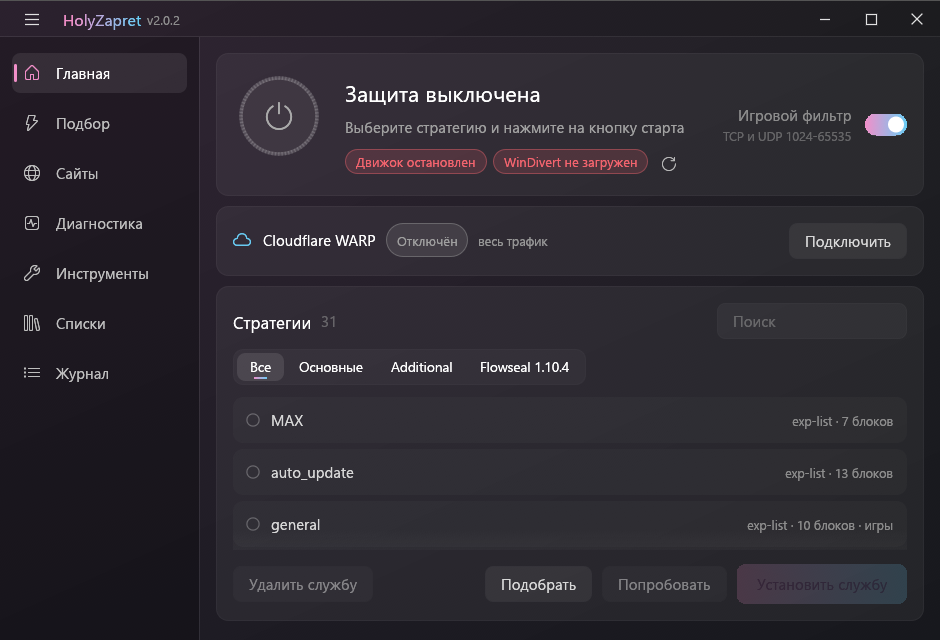 HolyZapret v2.0.2
Главная
Подбор
Сайты
Диагностика
Инструменты
Списки
Журнал
Защита выключена
Выберите стратегию и нажмите на кнопку старта
Движок остановлен
WinDivert не загружен
Игровой фильтр
TCP и UDP 1024-65535
Cloudflare WARP
Отключён
весь трафик
Подключить
Стратегии 31
Поиск
Все
Основные
Additional
Flowseal 1.10.4
MAX
exp-list · 7 блоков
auto_update
exp-list · 13 блоков
general
exp-list · 10 блоков · игры
Удалить службу
Подобрать
Попробовать
Установить службу